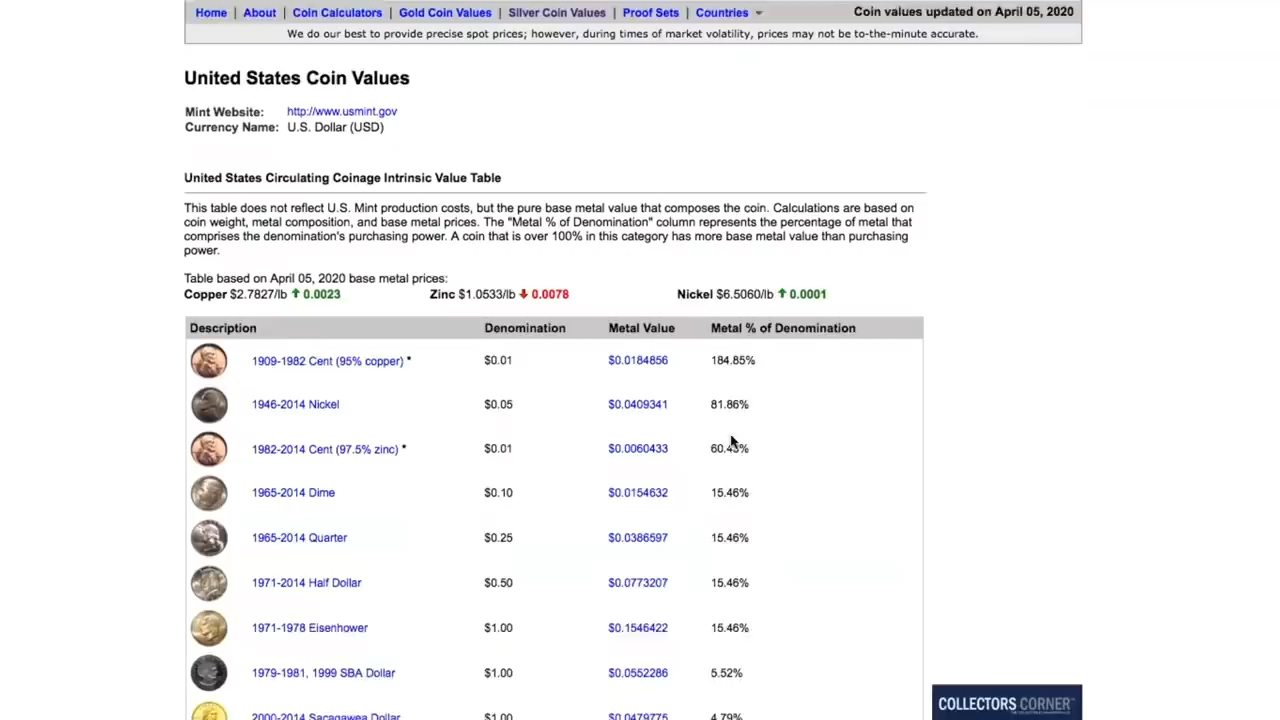 Home | About | Coin Calculators | Gold Coin Values | Silver Coin Values | Proof Sets | Countries
Coin values updated on April 05, 2020
We do our best to provide precise spot prices; however, during times of market volatility, prices may not be to-the-minute accurate.
United States Coin Values
Mint Website: http://www.usmint.gov
Currency Name: U.S. Dollar (USD)
United States Circulating Coinage Intrinsic Value Table
This table does not reflect U.S. Mint production costs, but the pure base metal value that composes the coin. Calculations are based on
coin weight, metal composition, and base metal prices. The "Metal % of Denomination" column represents the percentage of metal that
comprises the denomination's purchasing power. A coin that is over 100% in this category has more base metal value than purchasing
power.
Table based on April 05, 2020 base metal prices:
Copper $2.7827/lb ⬆ 0.0023 Zinc $1.0533/lb ⬇ 0.0078 Nickel $6.5060/lb ⬆ 0.0001
Description Denomination Metal Value Metal % of Denomination
1909-1982 Cent (95% copper) * $0.01 $0.0184856 184.85%
1946-2014 Nickel $0.05 $0.0409341 81.86%
1982-2014 Cent (97.5% zinc) * $0.01 $0.0060433 60.43%
1965-2014 Dime $0.10 $0.0154632 15.46%
1965-2014 Quarter $0.25 $0.0386597 15.46%
1971-2014 Half Dollar $0.50 $0.0773207 15.46%
1971-1978 Eisenhower $1.00 $0.1546422 15.46%
1979-1981, 1999 SBA Dollar $1.00 $0.0552286 5.52%
2000-2014 Sacagawea Dollar $1.00 $0.0479775 4.79%
COLLECTORS CORNER